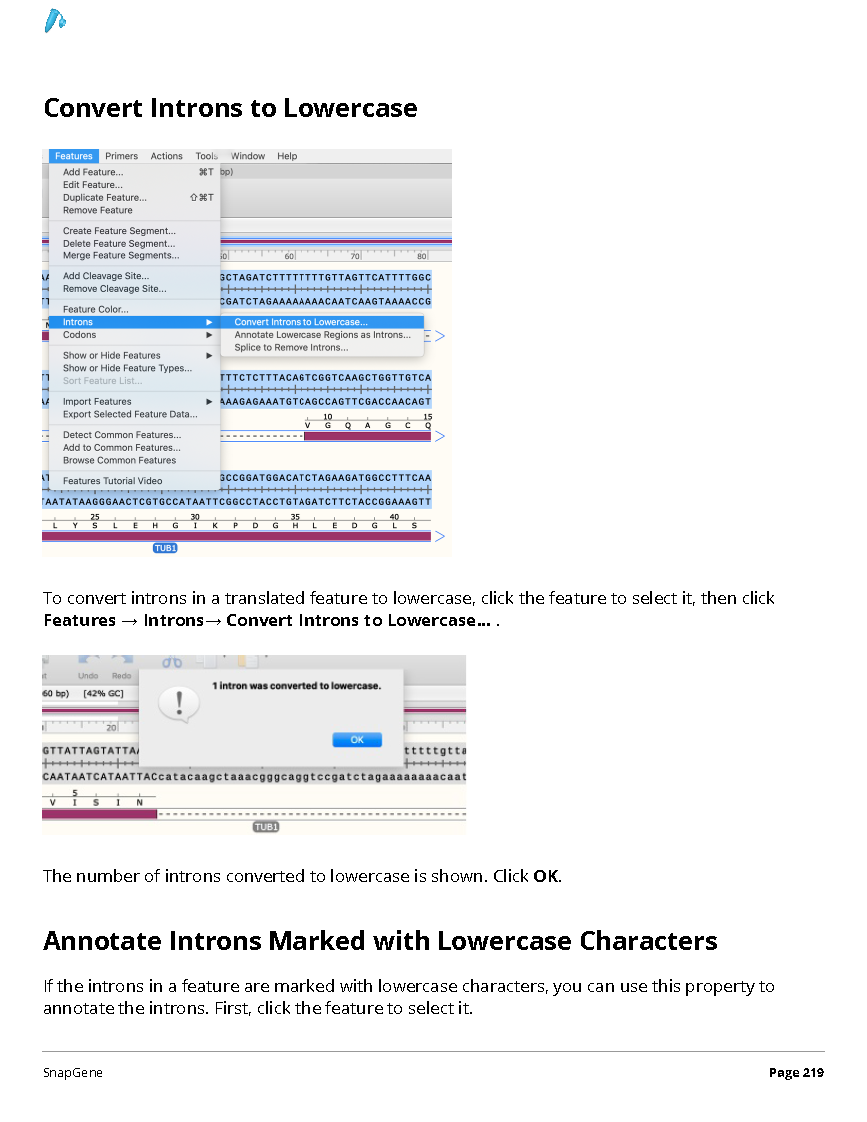 Convert Introns to Lowercase
Features Primers Actions Tools Window Help
Add Feature... ⌘T bp)
Edit Feature...
Duplicate Feature... ⇧⌘T
Remove Feature
Create Feature Segment...
Delete Feature Segment...
Merge Feature Segments...
60 70 80
Add Cleavage Site... GCTAGATCTTTTTTTTGTTAGTTCATTTTGGC
Remove Cleavage Site...
CGATCTAGAAAAAAAACAATCAAGTAAAACCG
Feature Color...
Introns Convert Introns to Lowercase...
Codons Annotate Lowercase Regions as Introns...
Splice to Remove Introns...
Show or Hide Features
Show or Hide Feature Types...
Sort Feature List...
TTTCTCTTTACAGTCGGTCAAGCTGGTTGTCA
Import Features AAAGAGAAATGTCAGCCAGTTCGACCAACAGT
Export Selected Feature Data...
10 15
V G Q A G C Q
Detect Common Features...
Add to Common Features...
Browse Common Features
Features Tutorial Video GCCGGATGGACATCTAGAAGATGGCCTTTCAA
TAATATAAGGGAACTCGTGCCATAATTCGGCCTACCTGTAGATCTTCTACCGGAAAGTT
25 30 35 40
L Y S L E H G I K P D G H L E D G L S
TUB1
To convert introns in a translated feature to lowercase, click the feature to select it, then click
Features → Introns→ Convert Introns to Lowercase... .
Undo Redo
1 intron was converted to lowercase.
60 bp) [42% GC]
20
OK
GTTATTAGTATTAA tttttgtta
CAATAATCATAATTACcatacaagctaaacgggcaggtccgatctagaaaaaaaacaat
5
V I S I N
TUB1
The number of introns converted to lowercase is shown. Click OK.
Annotate Introns Marked with Lowercase Characters
If the introns in a feature are marked with lowercase characters, you can use this property to
annotate the introns. First, click the feature to select it.
SnapGene Page 219